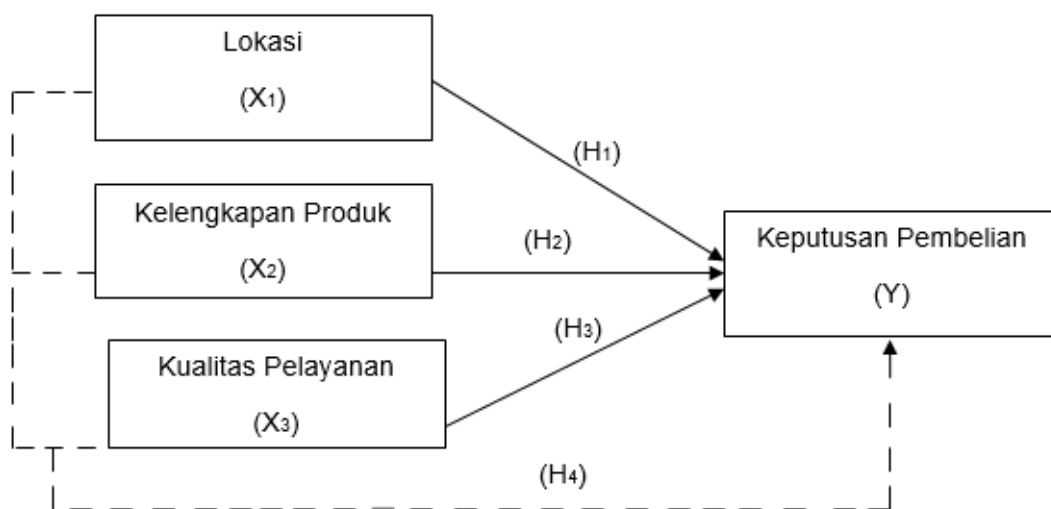 Lokasi
(X₁)
(H₁)
Kelengkapan Produk
(X₂)
(H₂)
Keputusan Pembelian
(Y)
(H₃)
Kualitas Pelayanan
(X₃)
(H₄)